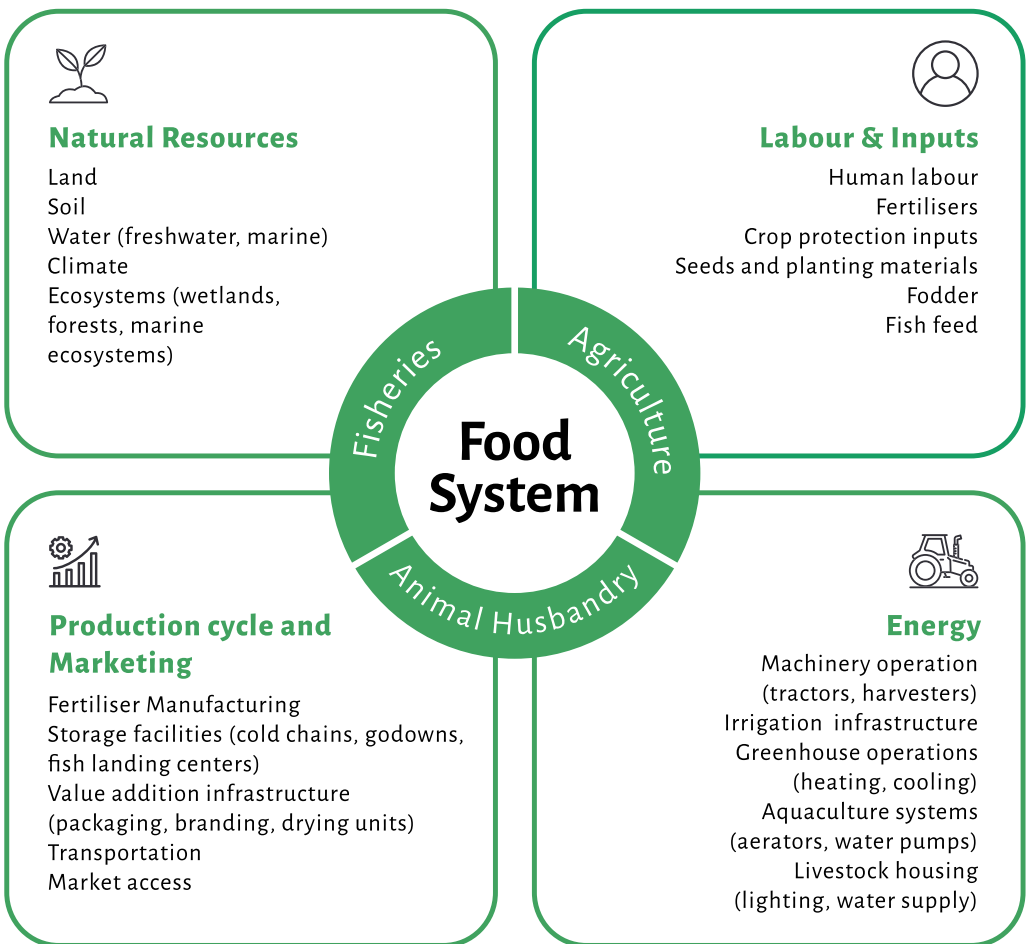 Natural Resources
Land
Soil
Water (freshwater, marine)
Climate
Ecosystems (wetlands,
forests, marine
ecosystems)
Labour & Inputs
Human labour
Fertilisers
Crop protection inputs
Seeds and planting materials
Fodder
Fish feed
Fisheries
Agriculture
Food
System
Animal Husbandry
Production cycle and
Marketing
Fertiliser Manufacturing
Storage facilities (cold chains, godowns,
fish landing centers)
Value addition infrastructure
(packaging, branding, drying units)
Transportation
Market access
Energy
Machinery operation
(tractors, harvesters)
Irrigation infrastructure
Greenhouse operations
(heating, cooling)
Aquaculture systems
(aerators, water pumps)
Livestock housing
(lighting, water supply)